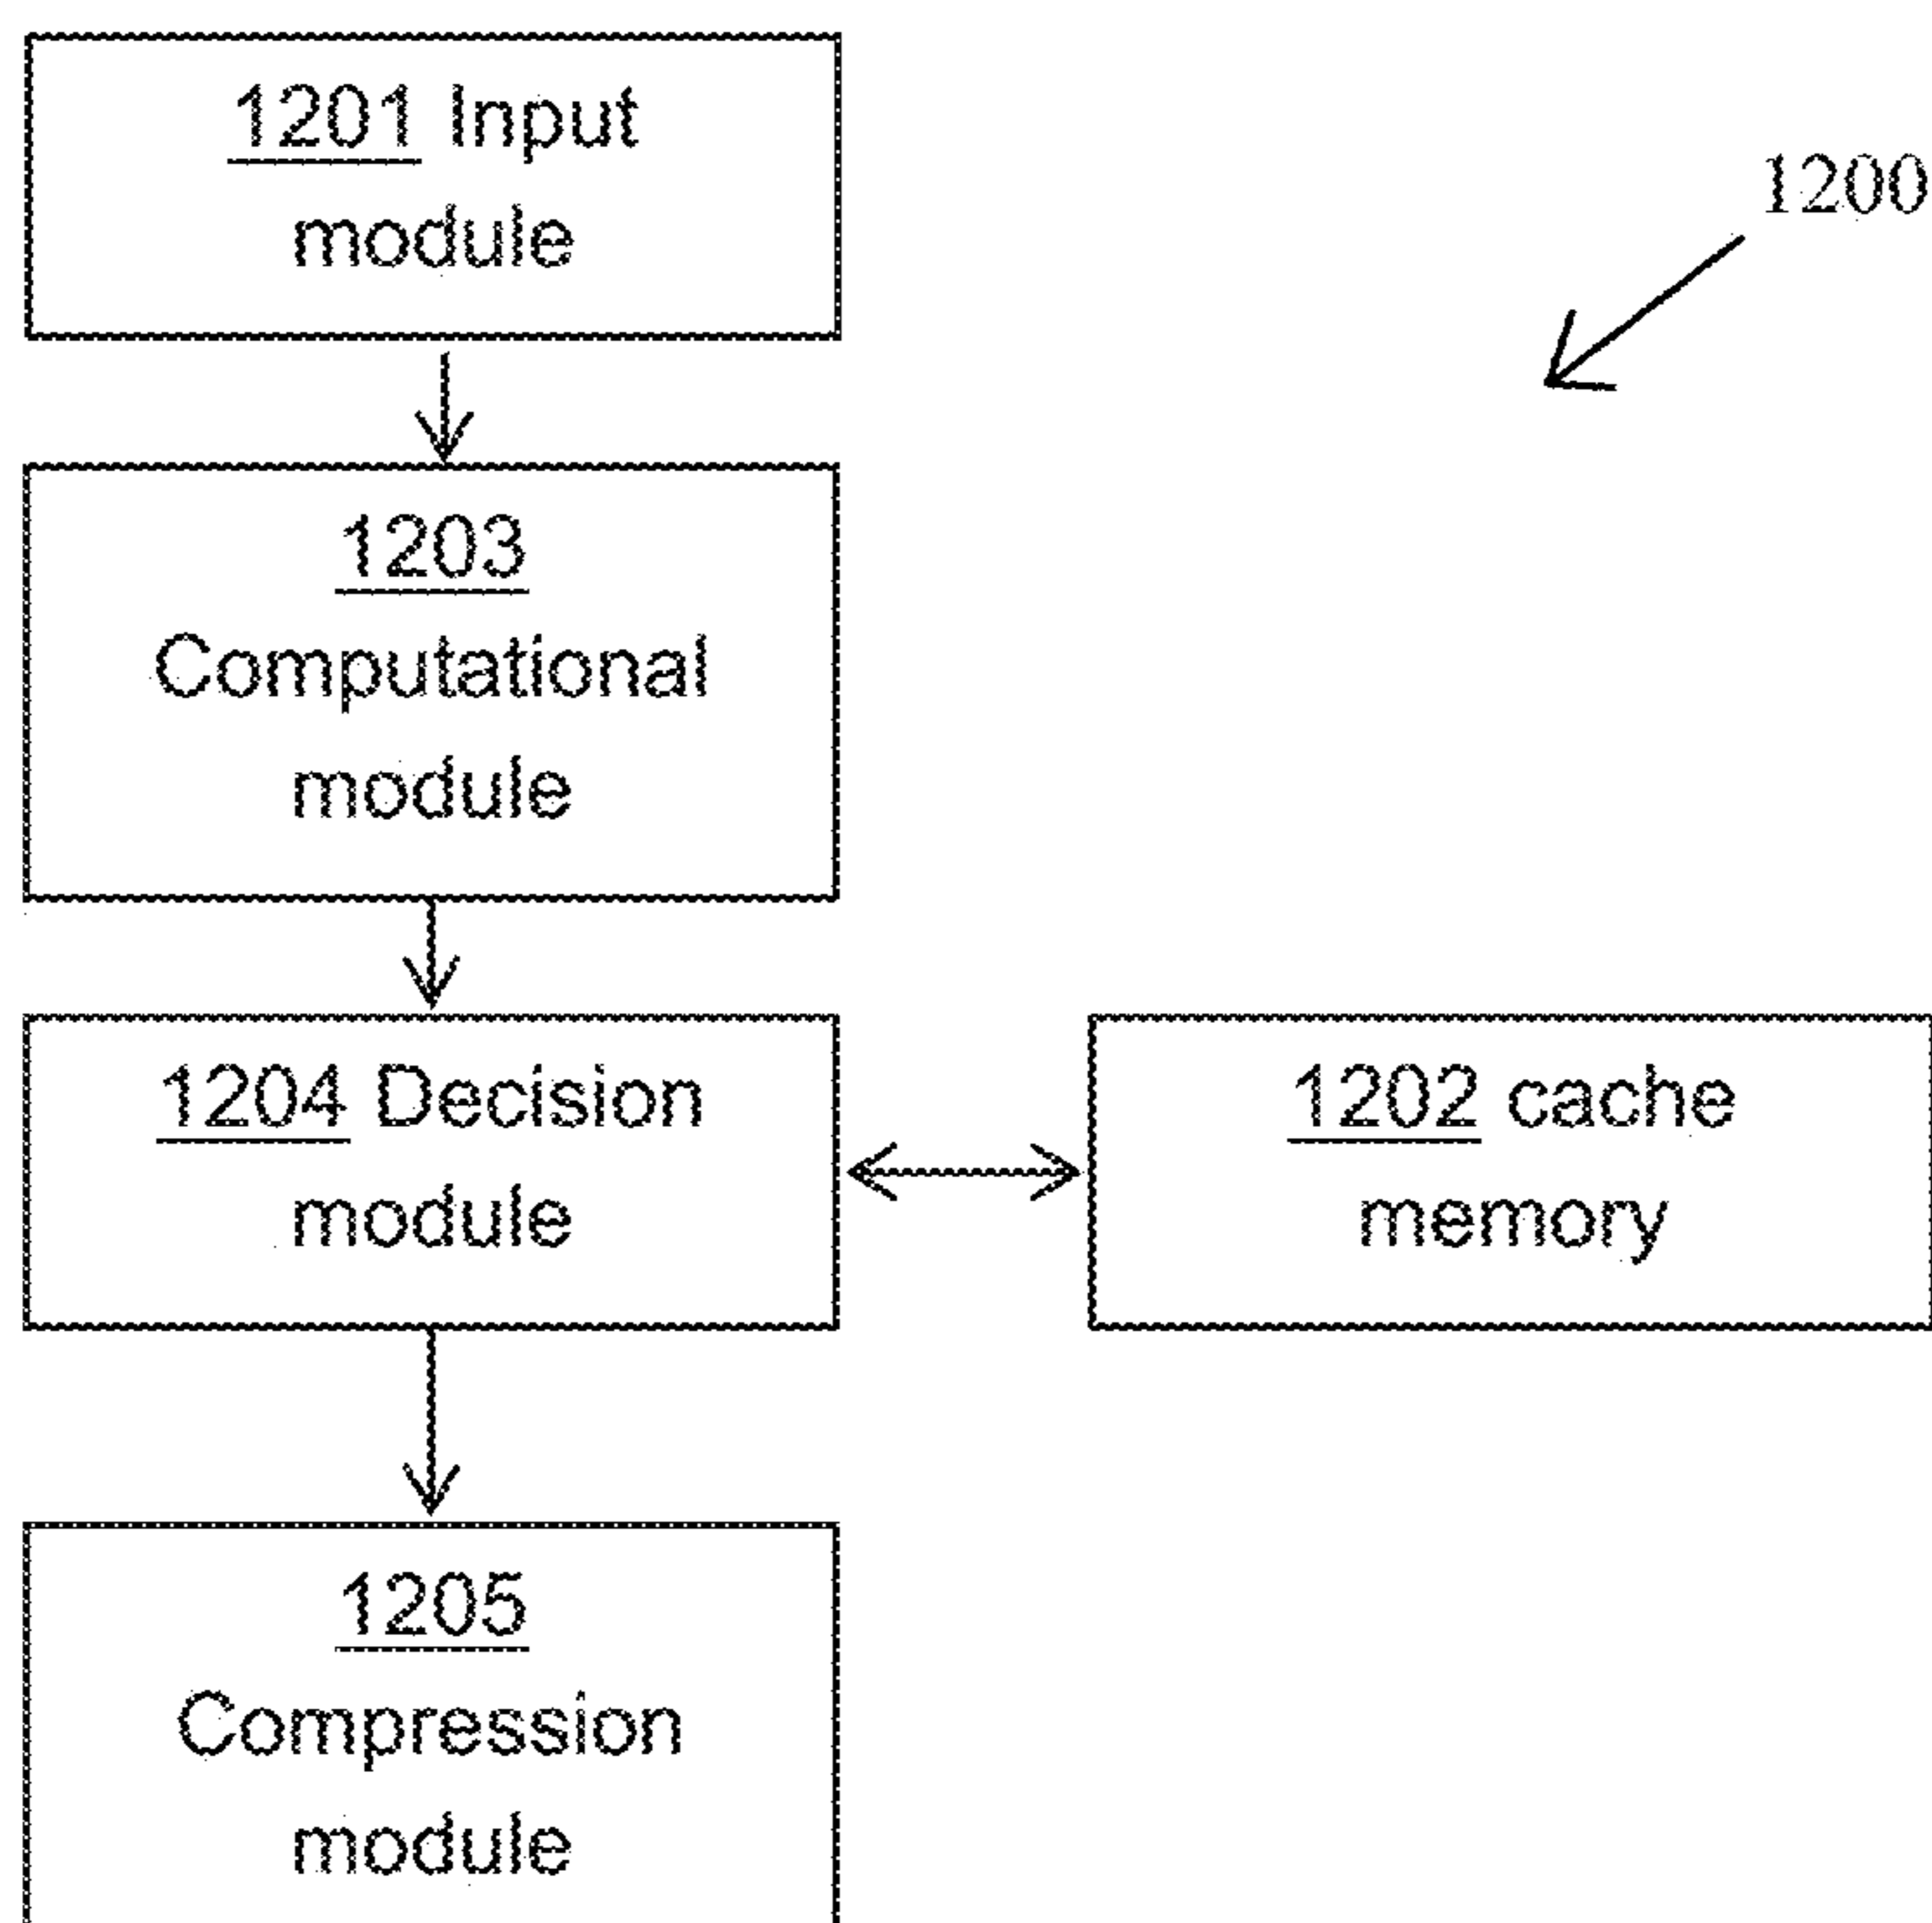 1201 Input
module
1200
1203
Computational
module
1204 Decision
module
1202 cache
memory
1205
Compression
module